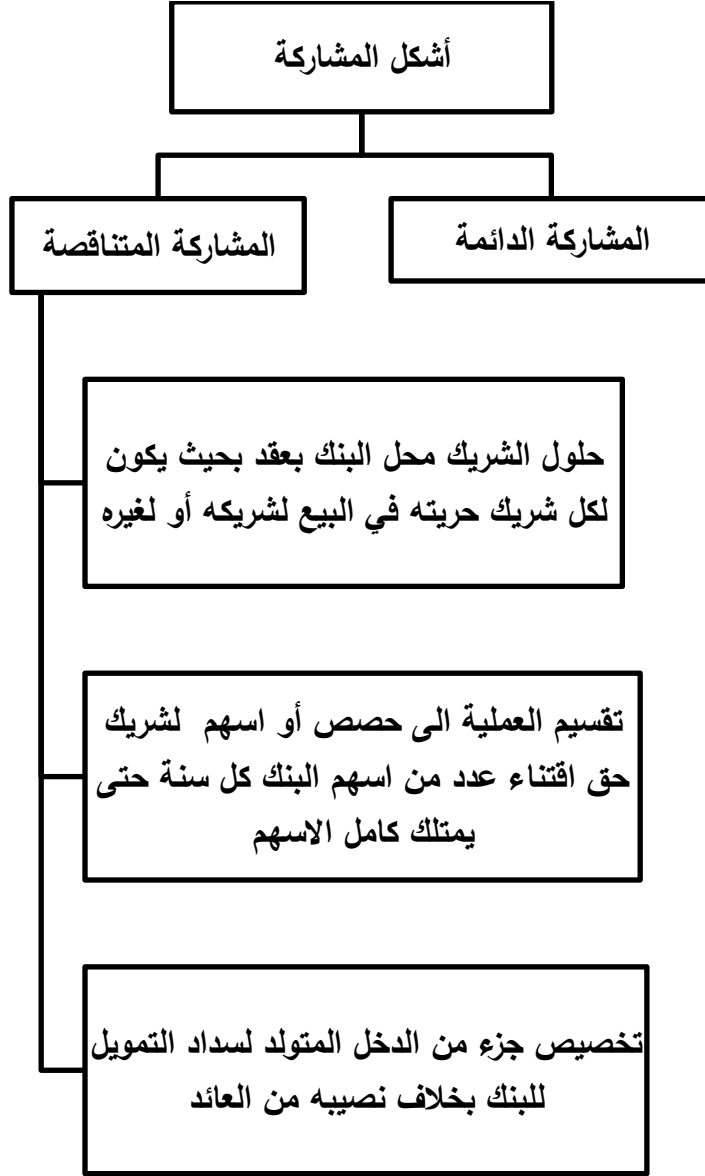 أشكل المشاركة
المشاركة الدائمة
المشاركة المتناقصة
حلول الشريك محل البنك بعقد بحيث يكون
لكل شريك حريته في البيع لشريكه أو لغيره
تقسيم العملية الى حصص أو اسهم لشريك
حق اقتناء عدد من اسهم البنك كل سنة حتى
يمتلك كامل الاسهم
تخصيص جزء من الدخل المتولد لسداد التمويل
للبنك بخلاف نصيبه من العائد